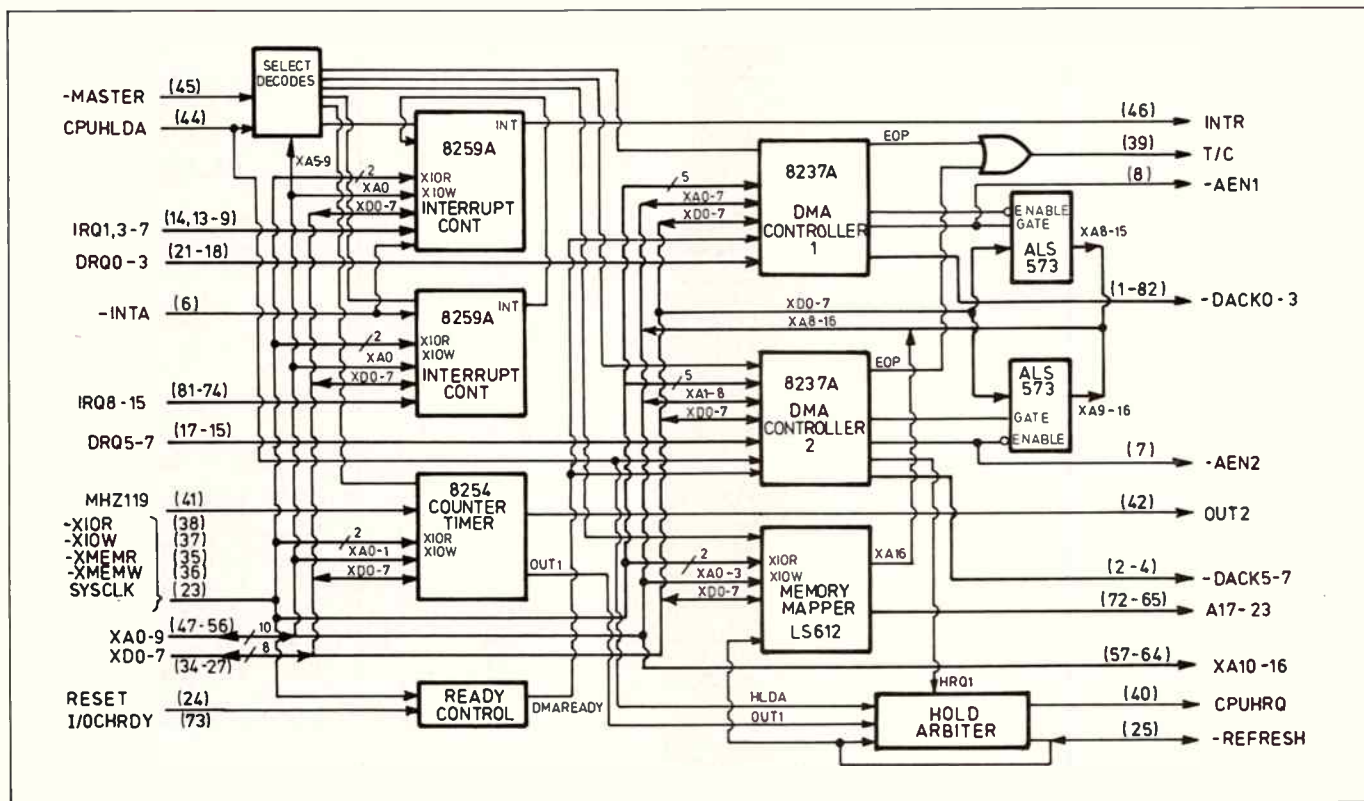 SELECT
DECODES
-MASTER (45)
CPUHLDA (44)
XA5-9
INT
8259A
2 XIOR
XA0 XIOW
XD0-7 INTERRUPT
CONT
IRQ1,3-7 (14,13-9)
DRQ0-3 (21-18)
-INTA (6)
INT
8259A
2 XIOR
XA0 XIOW
XD0-7 INTERRUPT
CONT
IRQ8-15 (81-74)
DRQ5-7 (17-15)
MHZ119 (41)
8254
COUNTER
TIMER
2 XIOR
XA0-1 XIOW
XD0-7
OUT1
-XIOR (38)
-XIOW (37)
-XMEMR (35)
-XMEMW (36)
SYSCLK (23)
XA0-9 (47-56) 10
XD0-7 8
(34-27)
RESET (24)
I/OCHRDY (73)
READY
CONTROL
DMAREADY
8237A
DMA
CONTROLLER
1
5
XA0-7
XD0-7
EOP
(46) INTR
(39) T/C
(8) -AEN1
ENABLE
GATE
ALS
573
XA8-15
(1-82) -DACK0-3
XD0-7
XA8-16
8237A
DMA
CONTROLLER
2
5
XA1-8
XD0-7
EOP
ALS
573
GATE
ENABLE
XA9-16
(7) -AEN2
(42) OUT2
2 XIOR
XA0-3 XIOW
XD0-7 MEMORY
MAPPER
LS612
XA16
(2-4) -DACK5-7
(72-65) A17-23
(57-64) XA10-16
HRQ1
HLDA
OUT1
HOLD
ARBITER
(40) CPUHRQ
(25) -REFRESH